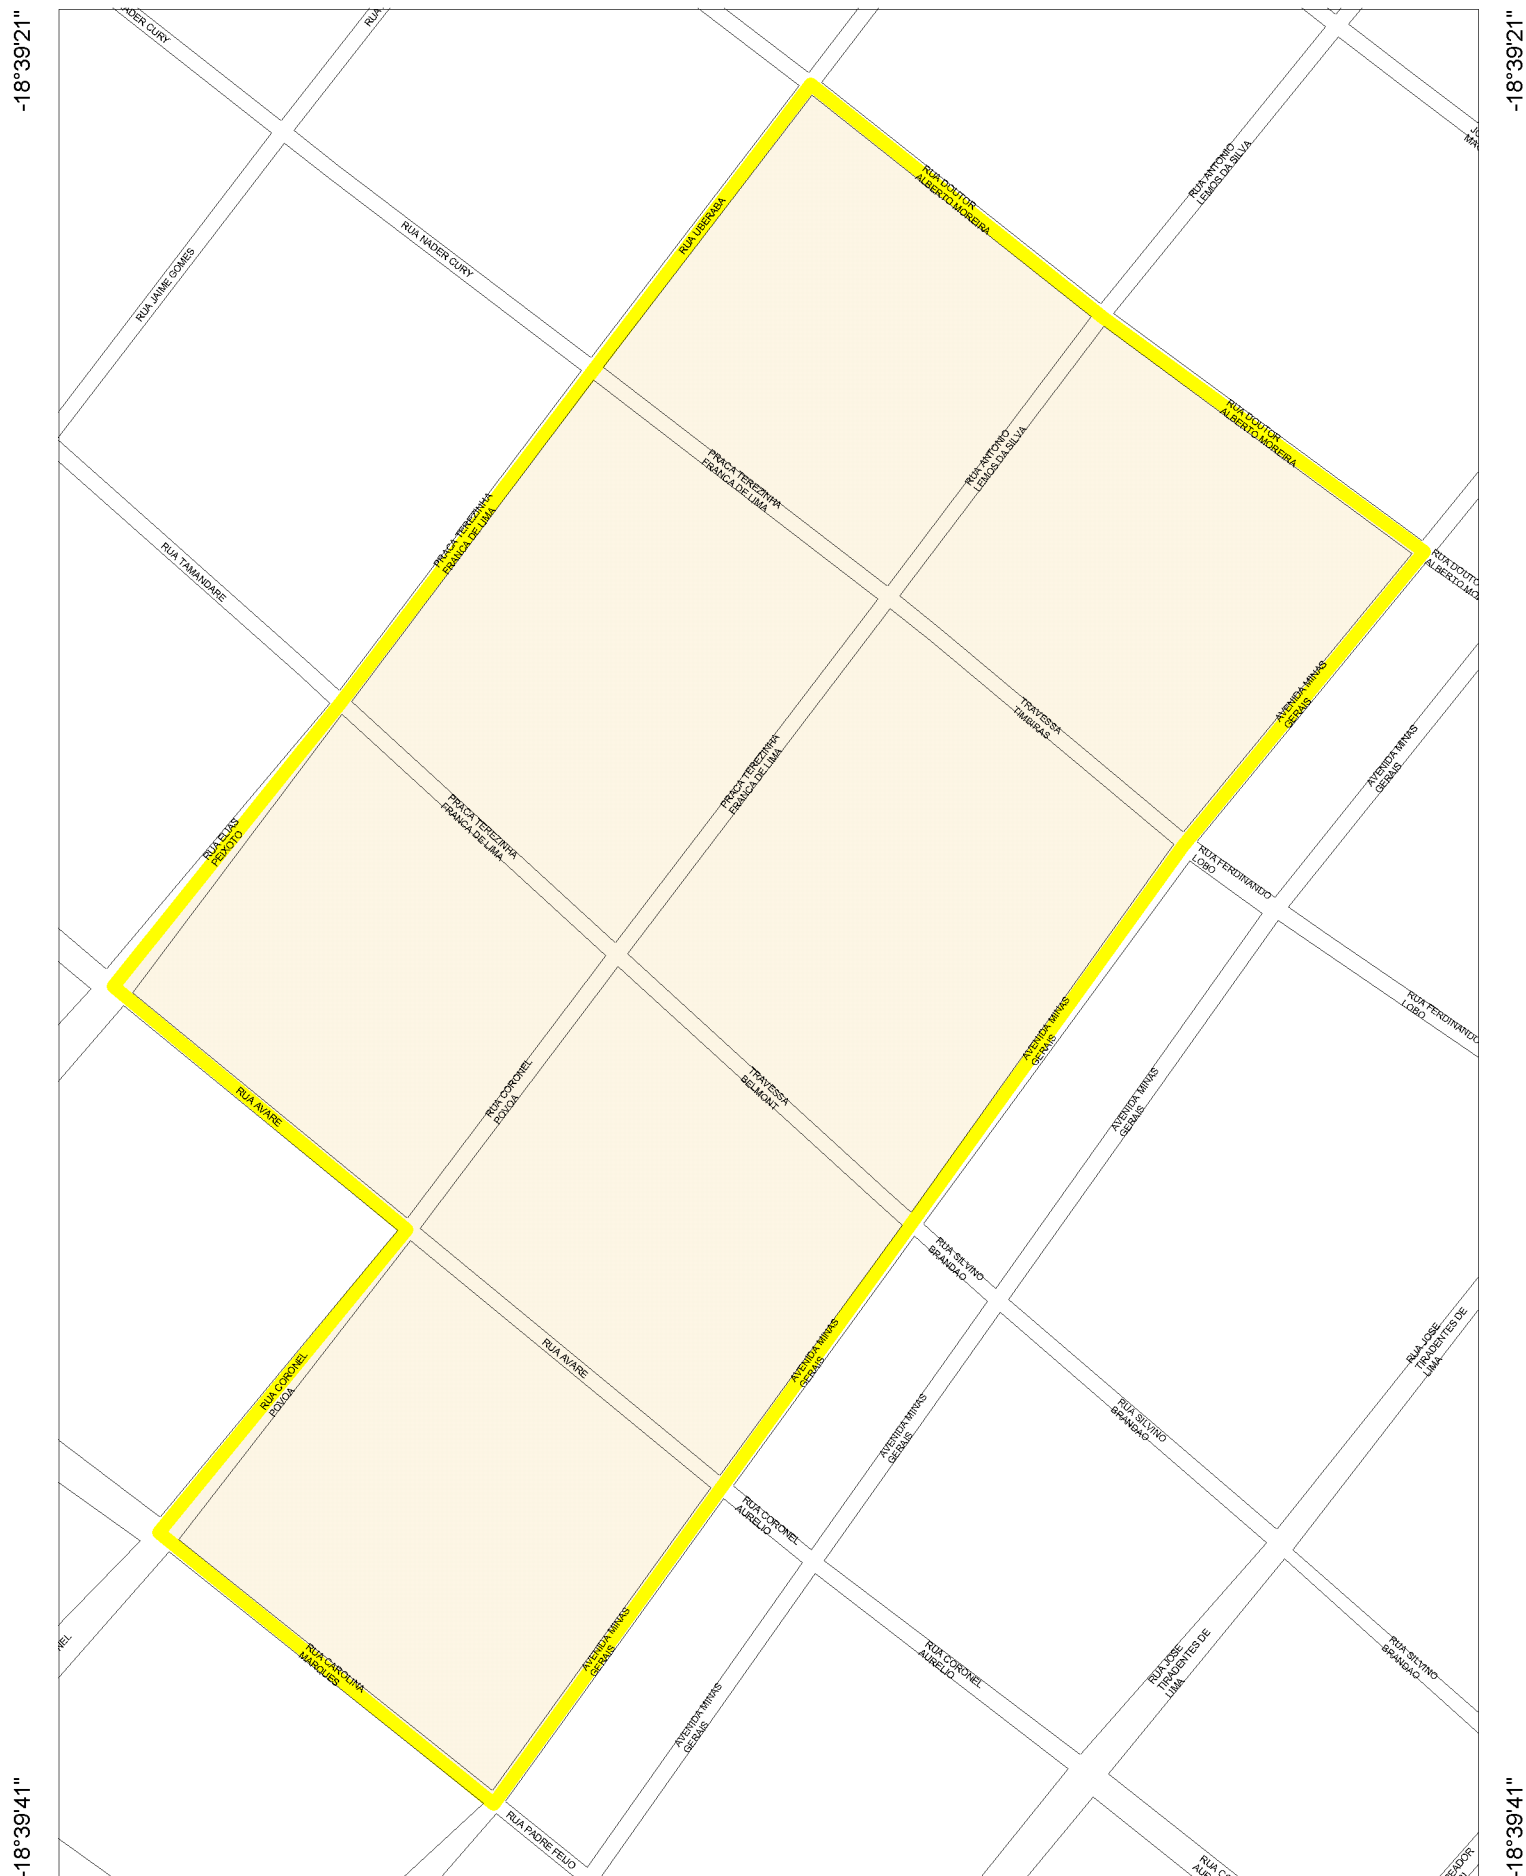 -18°39'21"
-18°39'21"
RUA
RUA ANTONIO
LEMOS DA SILVA
RUA DOUTOR
ALBERTO MOREIRA
RUA UBERABA
RUA NADER CURY
RUA JAIME GOMES
RUA DOUTOR
ALBERTO MOREIRA
PRACA TEREZINHA
FRANCA DE LIMA
RUA ANTONIO
LEMOS DA SILVA
PRACA TEREZINHA
FRANCA DE LIMA
RUA TAMANDARE
AVENIDA MINAS
GERAIS
TRAVESSA
TIMBIRAS
AVENIDA MINAS
GERAIS
PRACA TEREZINHA
FRANCA DE LIMA
PRACA TEREZINHA
FRANCA DE LIMA
RUA ELIAS
PEIXOTO
RUA FERDINANDO
LOBO
RUA FERDINANDO
LOBO
AVENIDA MINAS
GERAIS
RUA CORONEL
POVOA
TRAVESSA
BELMONT
AVENIDA MINAS
GERAIS
RUA AVARE
RUA SILVINO
BRANDAO
RUA JOSE
TIRADENTES DE
LIMA
AVENIDA MINAS
GERAIS
RUA AVARE
RUA CORONEL
POVOA
AVENIDA MINAS
GERAIS
RUA SILVINO
BRANDAO
RUA CORONEL
AURELIO
AVENIDA MINAS
GERAIS
RUA JOSE
TIRADENTES DE
LIMA
RUA SILVINO
BRANDAO
RUA CORONEL
AURELIO
RUA CAROLINA
MARQUES
AVENIDA MINAS
GERAIS
RUA PADRE FEIJO
-18°39'41"
-18°39'41"